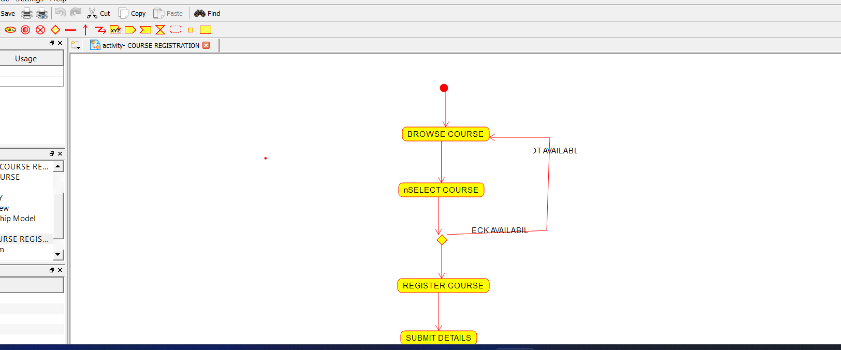 Save Cut Copy Paste Find
activity- COURSE REGISTRATION
Usage
BROWSE COURSE
OT AVAILABL
COURSE RE...
URSE
nSELECT COURSE
ew
hip Model
ECK AVAILABIL
URSE REGIS...
REGISTER COURSE
SUBMIT DETAILS